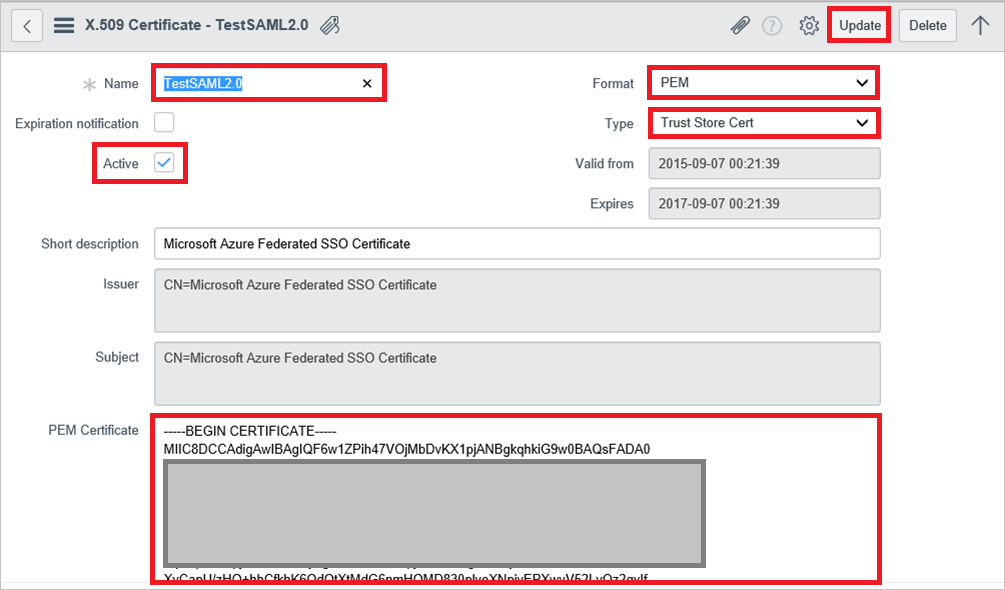 X.509 Certificate - TestSAML2.0
Update
Delete
Name
TestSAML2.0
Format
PEM
Expiration notification
Type
Trust Store Cert
Active
Valid from
2015-09-07 00:21:39
Expires
2017-09-07 00:21:39
Short description
Microsoft Azure Federated SSO Certificate
Issuer
CN=Microsoft Azure Federated SSO Certificate
Subject
CN=Microsoft Azure Federated SSO Certificate
PEM Certificate
-----BEGIN CERTIFICATE-----
MIIC8DCCAdigAwIBAgIQF6w1ZPih47VOjMbDvKX1pjANBgkqhkiG9w0BAQsFADA0